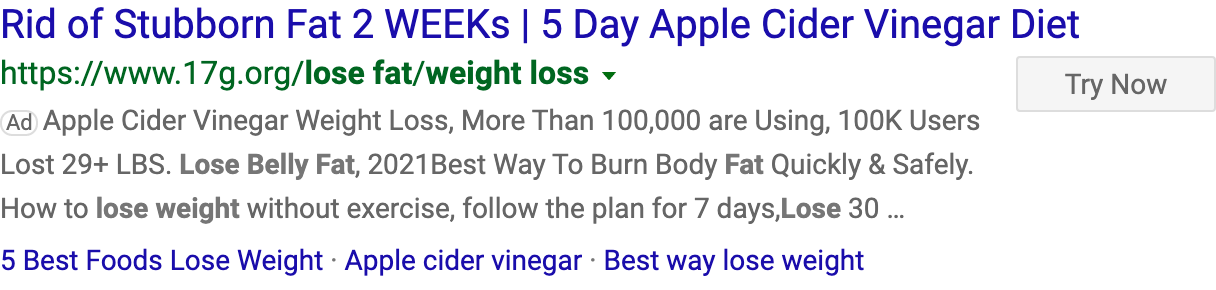 Rid of Stubborn Fat 2 WEEKs | 5 Day Apple Cider Vinegar Diet
https://www.17g.org/lose fat/weight loss
Try Now
Ad Apple Cider Vinegar Weight Loss, More Than 100,000 are Using, 100K Users
Lost 29+ LBS. Lose Belly Fat, 2021Best Way To Burn Body Fat Quickly & Safely.
How to lose weight without exercise, follow the plan for 7 days,Lose 30 ...
5 Best Foods Lose Weight · Apple cider vinegar · Best way lose weight